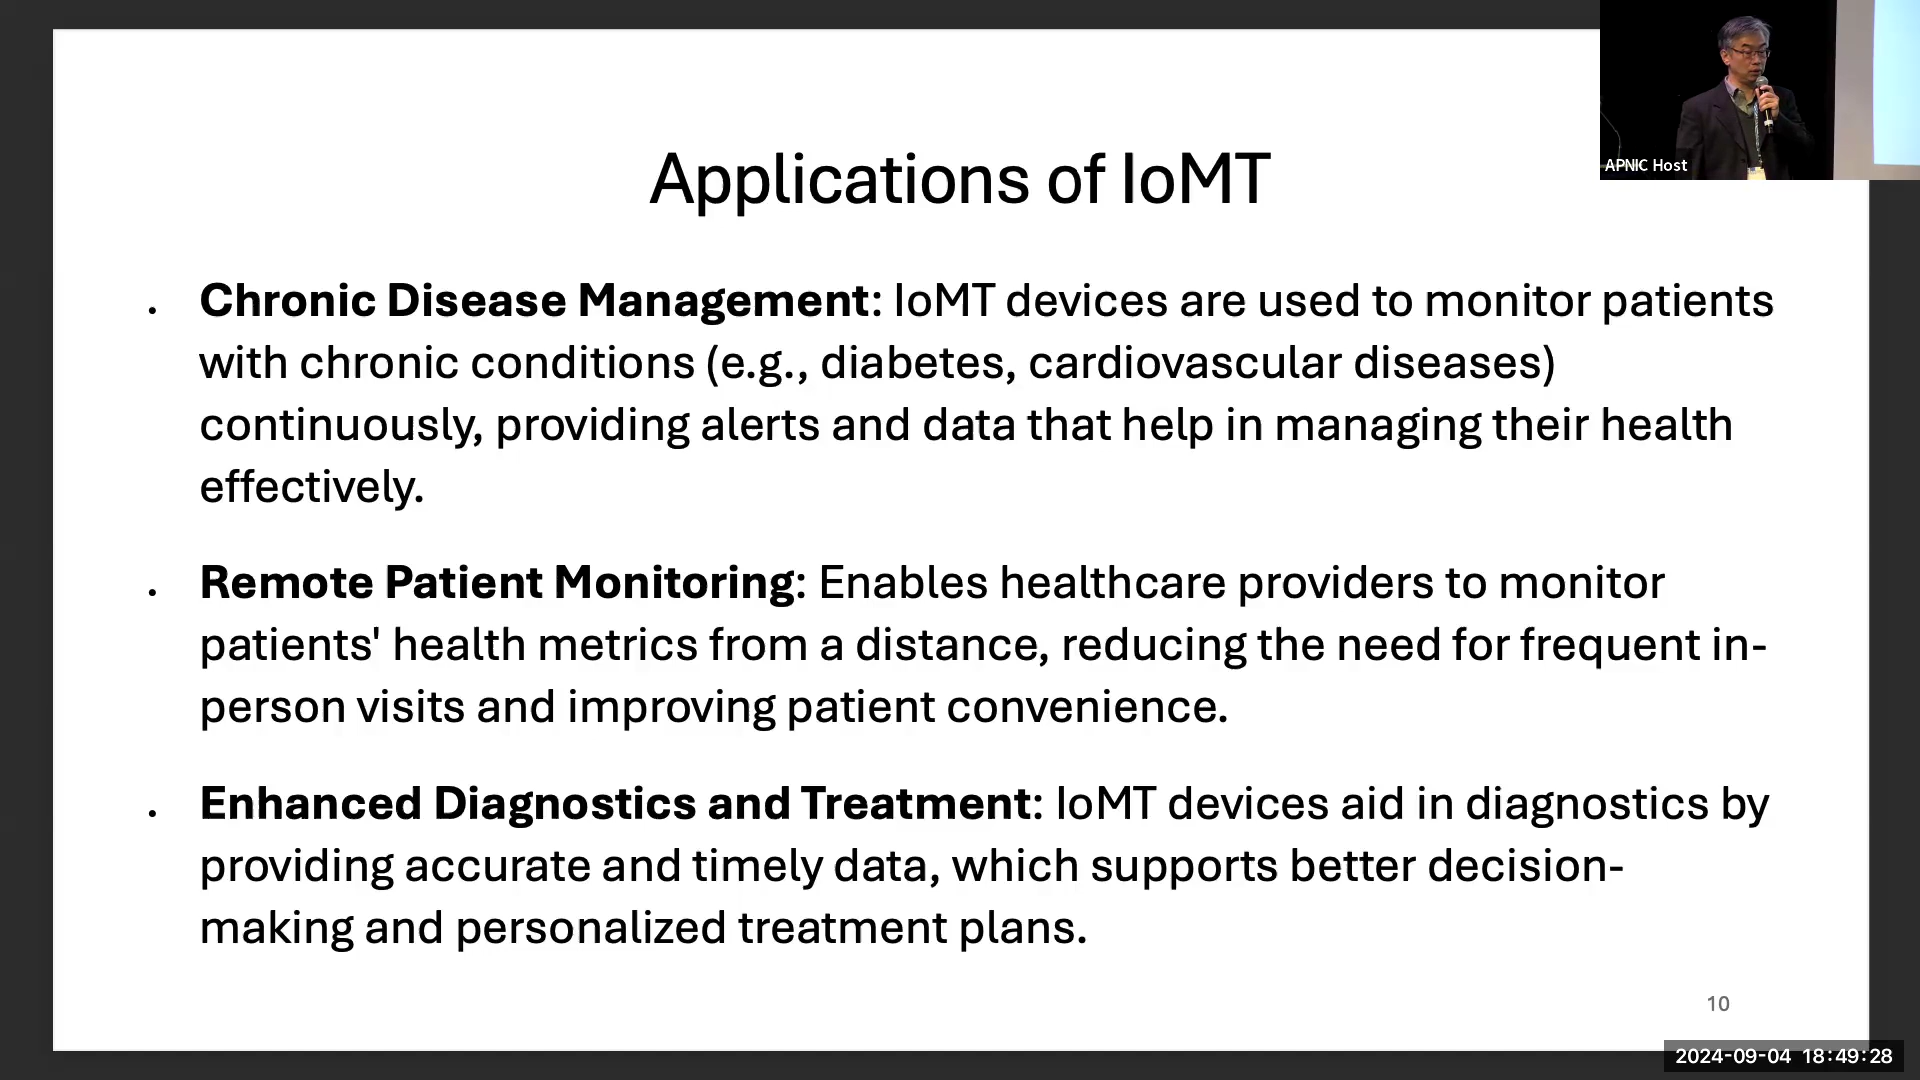 Applications of IoMT
• Chronic Disease Management: IoMT devices are used to monitor patients
with chronic conditions (e.g., diabetes, cardiovascular diseases)
continuously, providing alerts and data that help in managing their health
effectively.
• Remote Patient Monitoring: Enables healthcare providers to monitor
patients' health metrics from a distance, reducing the need for frequent in-
person visits and improving patient convenience.
• Enhanced Diagnostics and Treatment: IoMT devices aid in diagnostics by
providing accurate and timely data, which supports better decision-
making and personalized treatment plans.
10
APNIC Host
2024-09-04 18:49:28